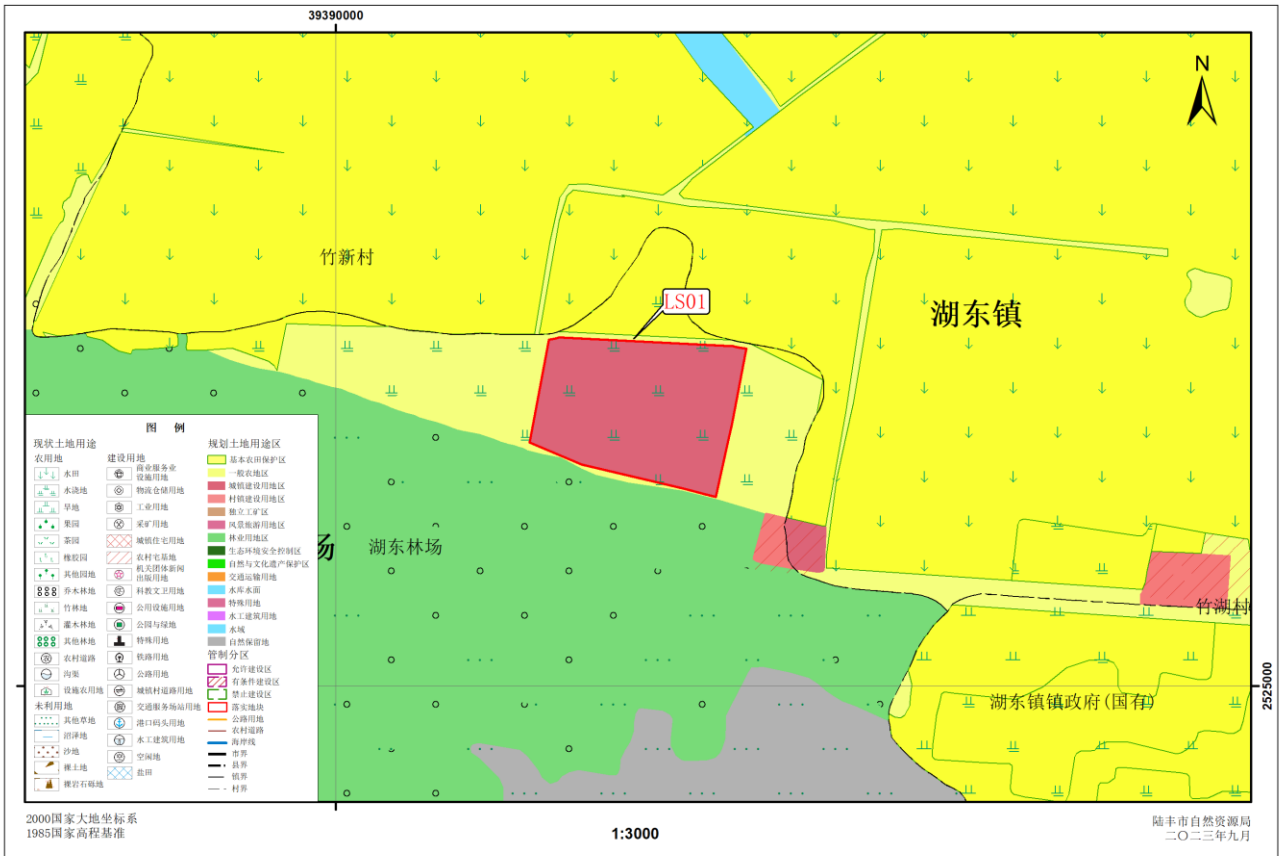 39390000
N
竹新村
LS01
湖东镇
场
湖东林场
竹湖村
湖东镇镇政府(国有)
2525000
图 例
现状土地用途
农用地
水田
水浇地
旱地
果园
茶园
橡胶园
其他园地
乔木林地
竹林地
灌木林地
其他林地
农村道路
沟渠
设施农用地
未利用地
其他草地
沼泽地
沙地
裸土地
裸岩石砾地
建设用地
商业服务业
设施用地
物流仓储用地
工业用地
采矿用地
城镇住宅用地
农村宅基地
机关团体新闻
出版用地
科教文卫用地
公用设施用地
公园与绿地
特殊用地
铁路用地
公路用地
城镇村道路用地
交通服务场站用地
港口码头用地
水工建筑用地
空闲地
盐田
规划土地用途区
基本农田保护区
一般农地区
城镇建设用地区
村镇建设用地区
独立工矿区
风景旅游用地区
林业用地区
生态环境安全控制区
自然与文化遗产保护区
交通运输用地
水库水面
特殊用地
水工建筑用地
水域
自然保留地
管制分区
允许建设区
有条件建设区
禁止建设区
落实地块
公路用地
农村道路
海岸线
市界
县界
镇界
村界
2000国家大地坐标系
1985国家高程基准
1:3000
陆丰市自然资源局
二〇二三年九月